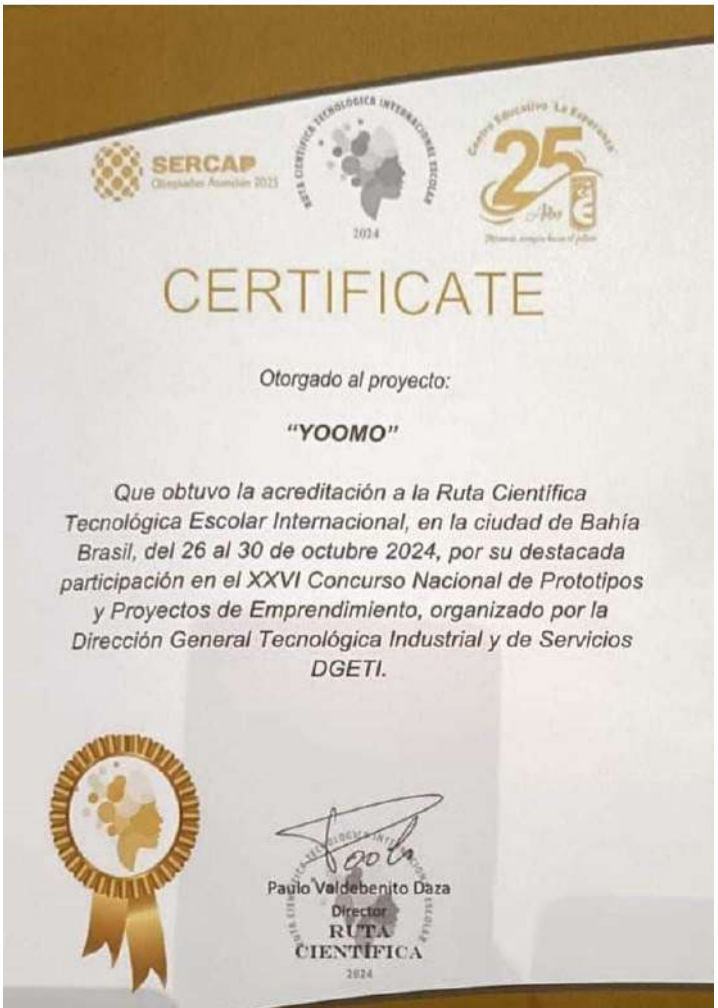 SERCAP
Olimpiadas Asunción 2025
RUTA CIENTÍFICA TECNOLÓGICA INTERNACIONAL ESCOLAR
2024
Centro Educativo "La Esperanza"
25
Años
CERTIFICATE
Otorgado al proyecto:
“YOOMO”
Que obtuvo la acreditación a la Ruta Científica
Tecnológica Escolar Internacional, en la ciudad de Bahía
Brasil, del 26 al 30 de octubre 2024, por su destacada
participación en el XXVI Concurso Nacional de Prototipos
y Proyectos de Emprendimiento, organizado por la
Dirección General Tecnológica Industrial y de Servicios
DGETI.
Paulo Valdebenito Daza
Director
RUTA
CIENTÍFICA
2024